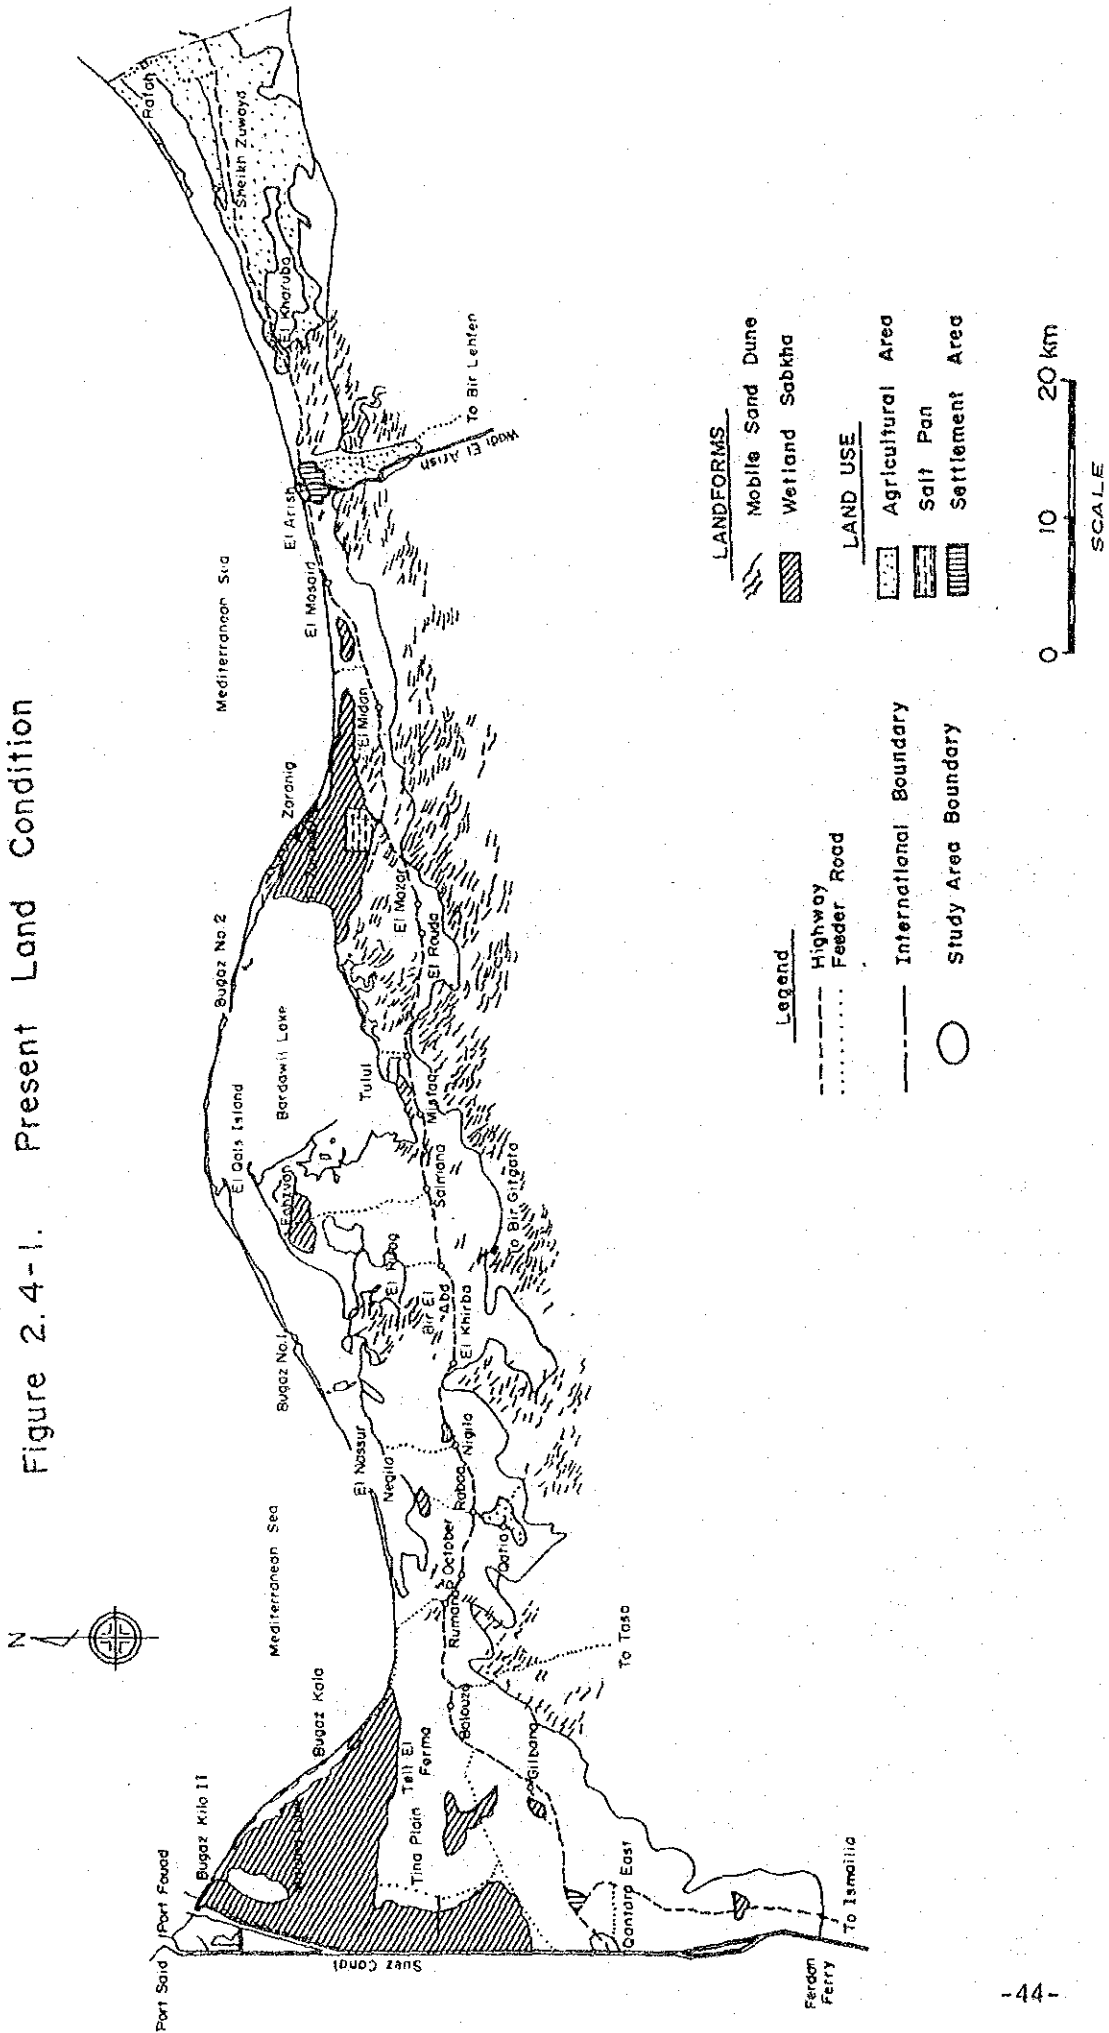 Figure 2.4-1. Present Land Condition
N
Mediterranean Sea
Mediterranean Sea
Port Said
Port Fouad
Bugaz Kilo 11
Bugaz Kala
Suez Canal
Tina Plain
Tell El
Farma
Balouza
Gilbana
Qantara East
Ferdan
Ferry
To Ismailia
To Tasa
Rumana
October
Rabaa
Qatia
Nigila
Negila
El Nassur
Bugaz No.1
El Khirba
Bir El
Abd
To Bir Gifgafa
El Qals Island
Bardawil Lake
Salmana
Misfaq
Tulul
Bugaz No.2
Zaranig
El Rouda
El Mazar
El Midan
El Masaid
El Arish
Wadi El Arish
To Bir Lehfen
El Kharuba
Sheikh Zuwayd
Rafah
Legend
Highway
Feeder Road
International Boundary
Study Area Boundary
LANDFORMS
Mobile Sand Dune
Wetland Sabkha
LAND USE
Agricultural Area
Salt Pan
Settlement Area
0 10 20 km
SCALE
-44-